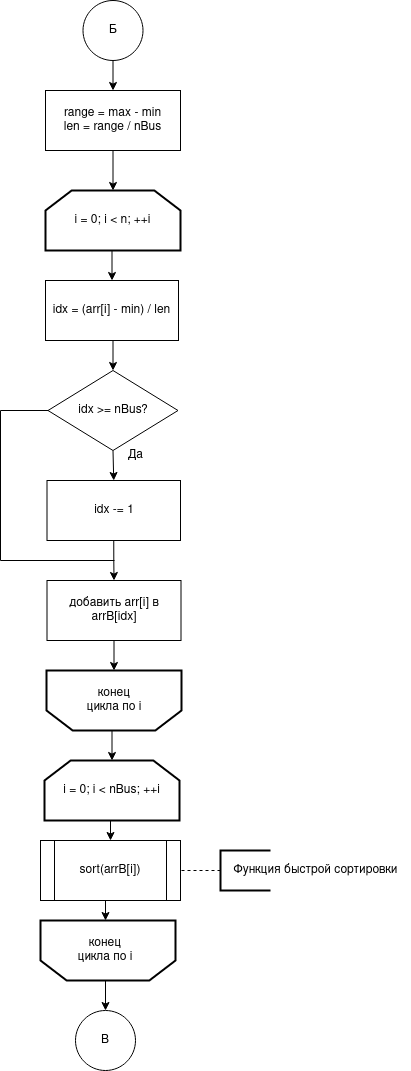 Б
range = max - min
len = range / nBus
i = 0; i < n; ++i
idx = (arr[i] - min) / len
idx >= nBus?
Да
idx -= 1
добавить arr[i] в
arrB[idx]
конец
цикла по i
i = 0; i < nBus; ++i
sort(arrB[i])
Функция быстрой сортировки
конец
цикла по i
В